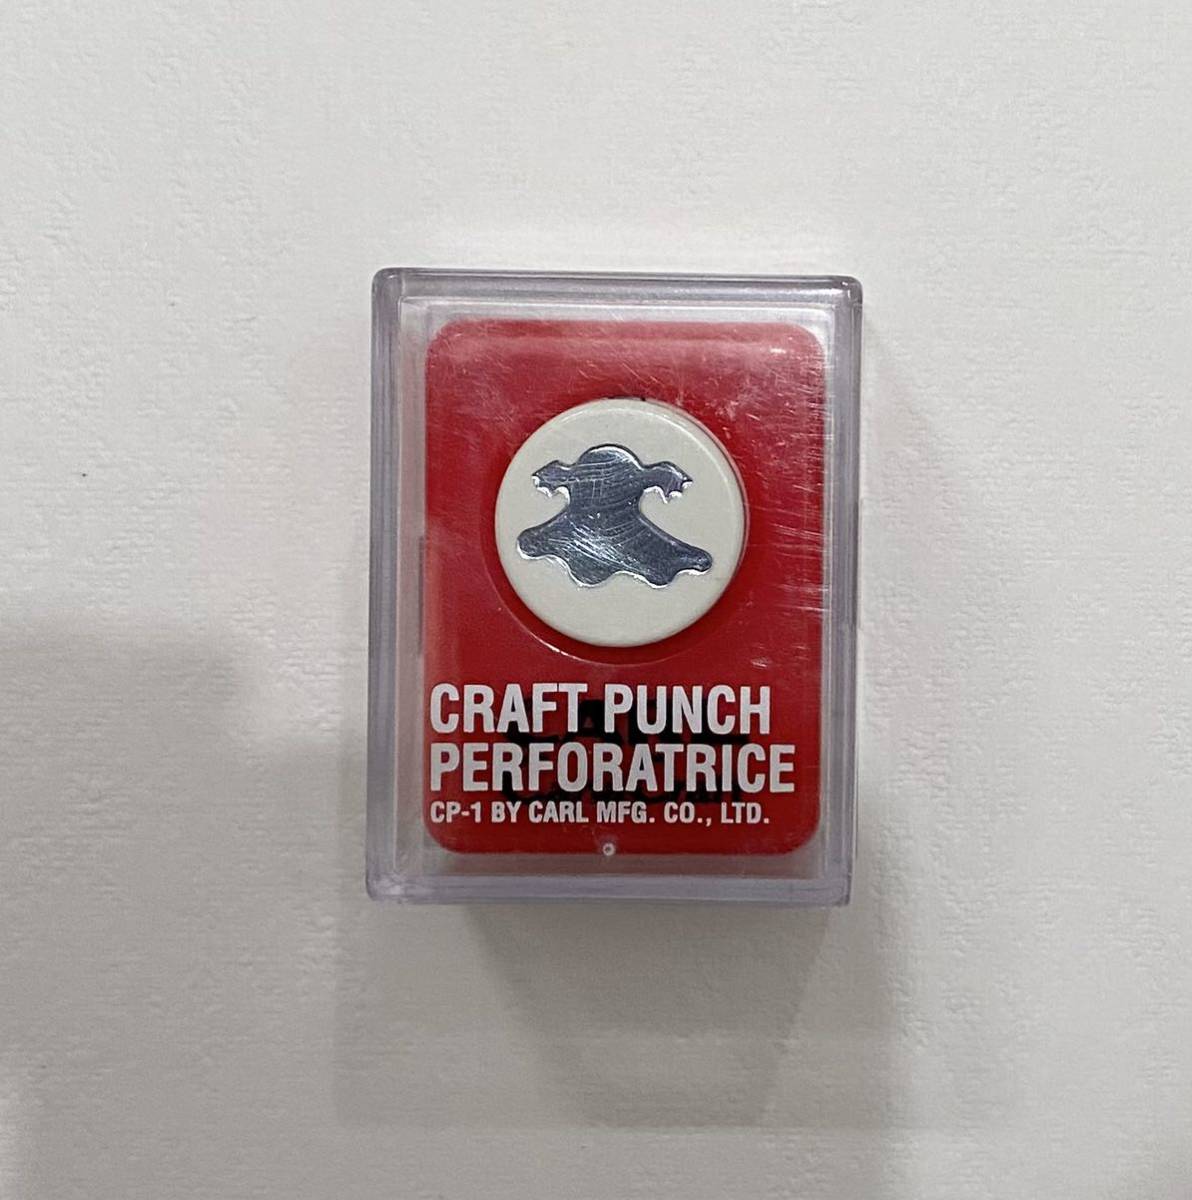 CRAFT PUNCH
PERFORATRICE
CP-1 BY CARL MFG. CO., LTD.